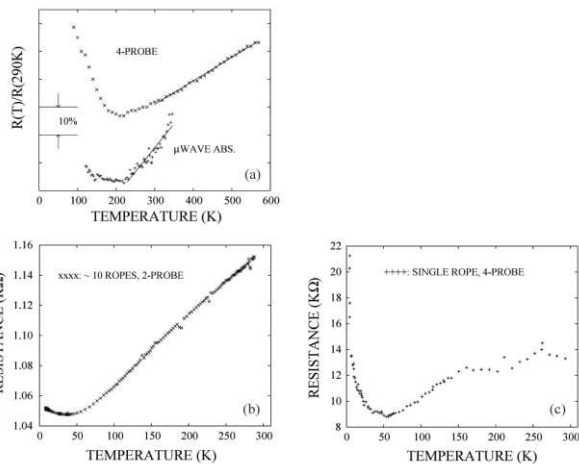 4-PROBE
R(T)/R(290K)
10%
μWAVE ABS.
(a)
0 100 200 300 400 500 600
TEMPERATURE (K)
1.16
1.14
1.12
1.10
1.08
1.06
1.04
xxxx: ~ 10 ROPES, 2-PROBE
(b)
0 50 100 150 200 250 300
TEMPERATURE (K)
22
20
18
16
14
12
10
8
RESISTANCE (KΩ)
++++: SINGLE ROPE, 4-PROBE
(c)
0 50 100 150 200 250 300
TEMPERATURE (K)